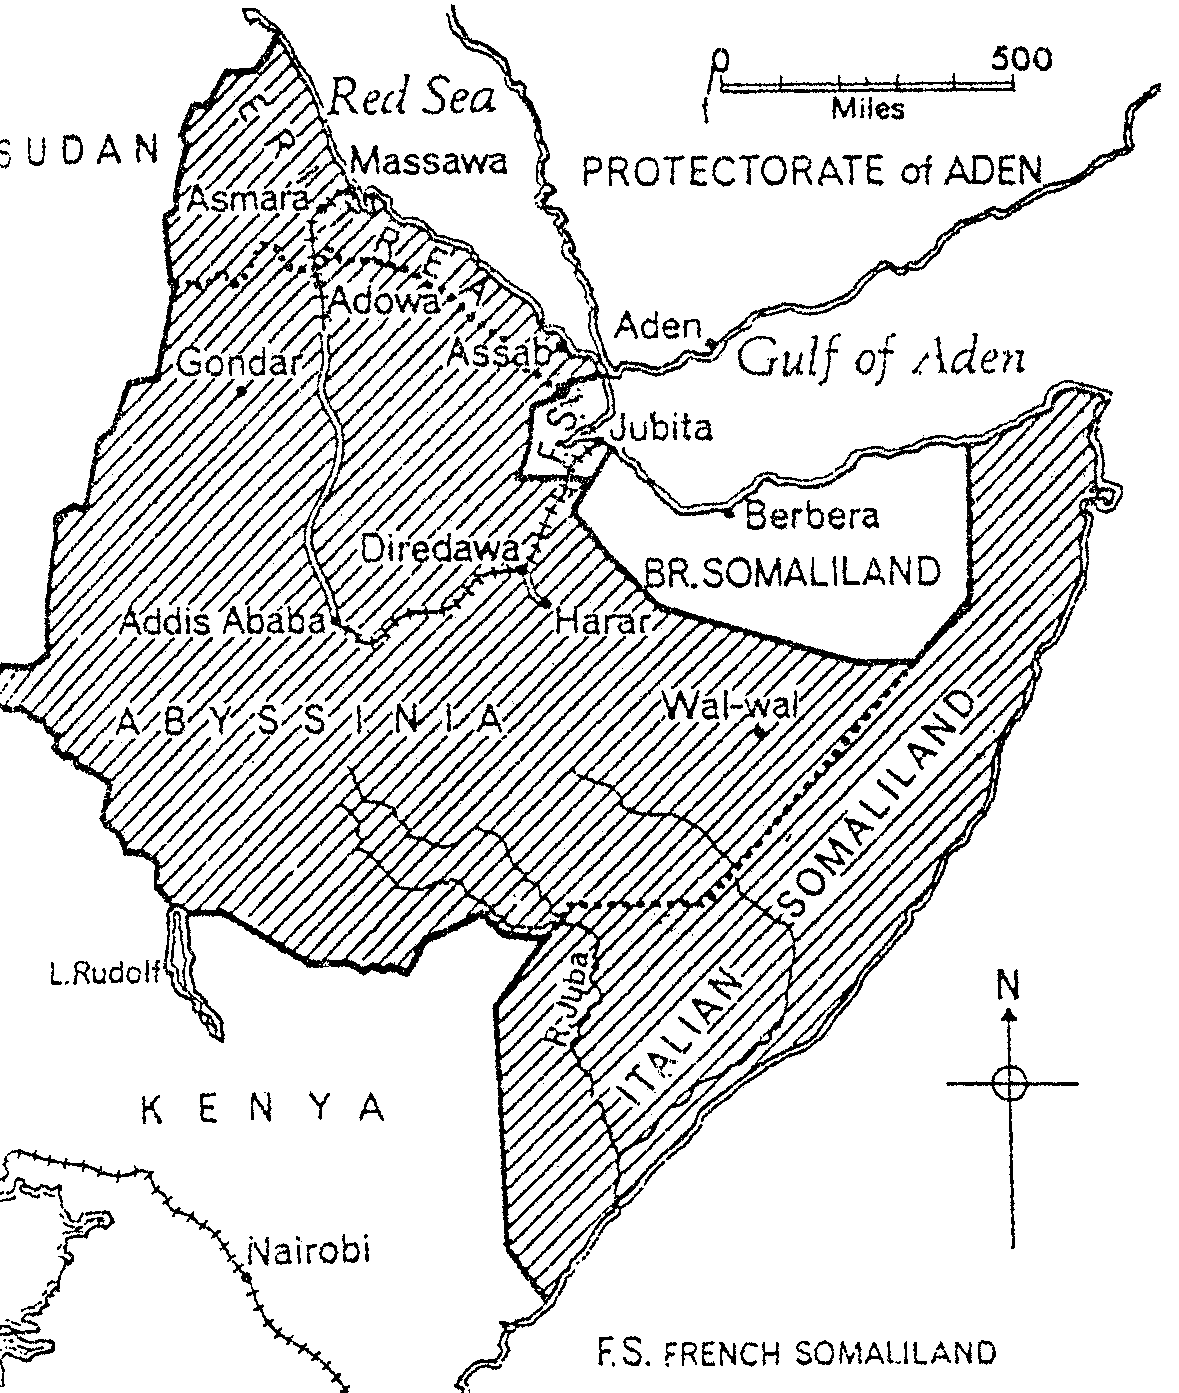 0 500
Miles
Red Sea
SUDAN
Massawa
PROTECTORATE of ADEN
Asmara
ERITREA
Adowa
Aden
Gulf of Aden
Gondar
Assab
F.S.
Jubita
Berbera
Diredawa
BR. SOMALILAND
Addis Ababa
Harar
ABYSSINIA
Wal-wal
ITALIAN SOMALILAND
L.Rudolf
R.Juba
N
KENYA
Nairobi
F.S. FRENCH SOMALILAND